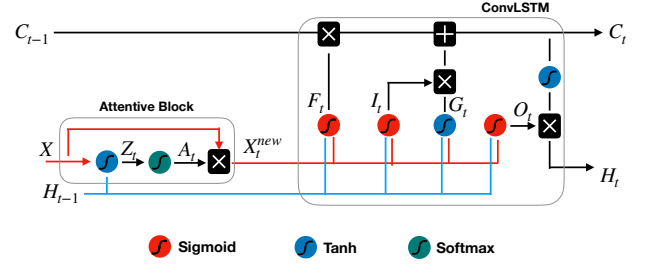 ConvLSTM
C_{t-1}
C_t
Attentive Block
F_t
I_t
G_t
O_t
X
Z_t
A_t
X_t^{new}
H_{t-1}
H_t
Sigmoid
Tanh
Softmax